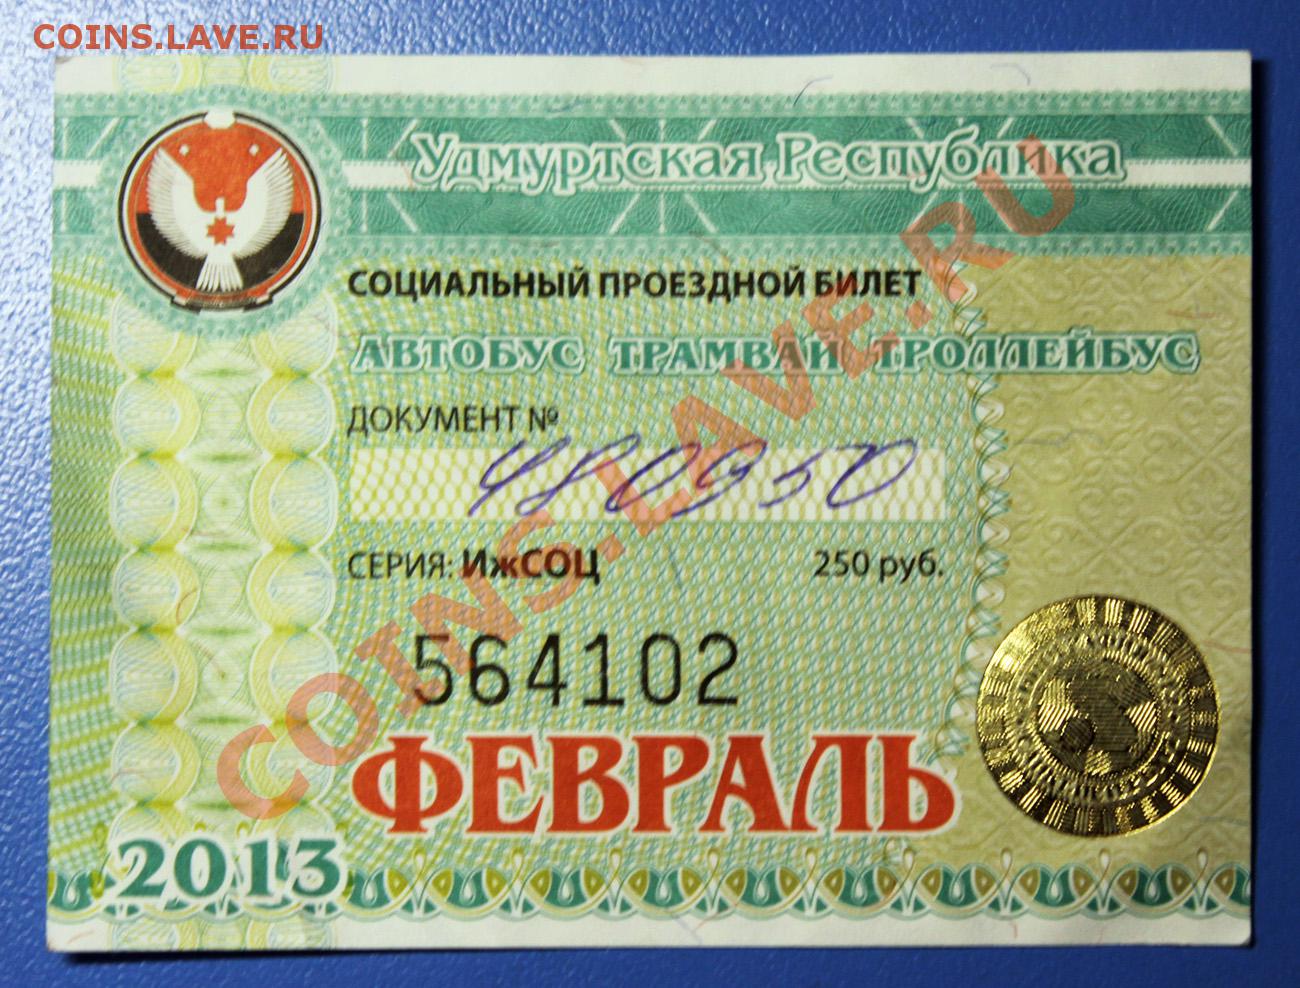 COINS.LAVE.RU
Удмуртская Республика
СОЦИАЛЬНЫЙ ПРОЕЗДНОЙ БИЛЕТ
АВТОБУС ТРАМВАЙ ТРОЛЛЕЙБУС
ДОКУМЕНТ №
480950
СЕРИЯ: ИжСОЦ 250 руб.
564102
ФЕВРАЛЬ
2013
COINS.LAVE.RU